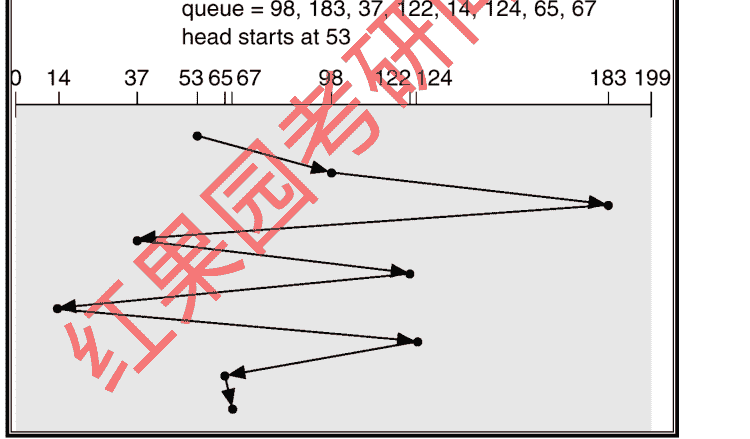 queue = 98, 183, 37, 122, 14, 124, 65, 67
head starts at 53
0 14 37 53 65 67 98 122 124 183 199
红果园考研